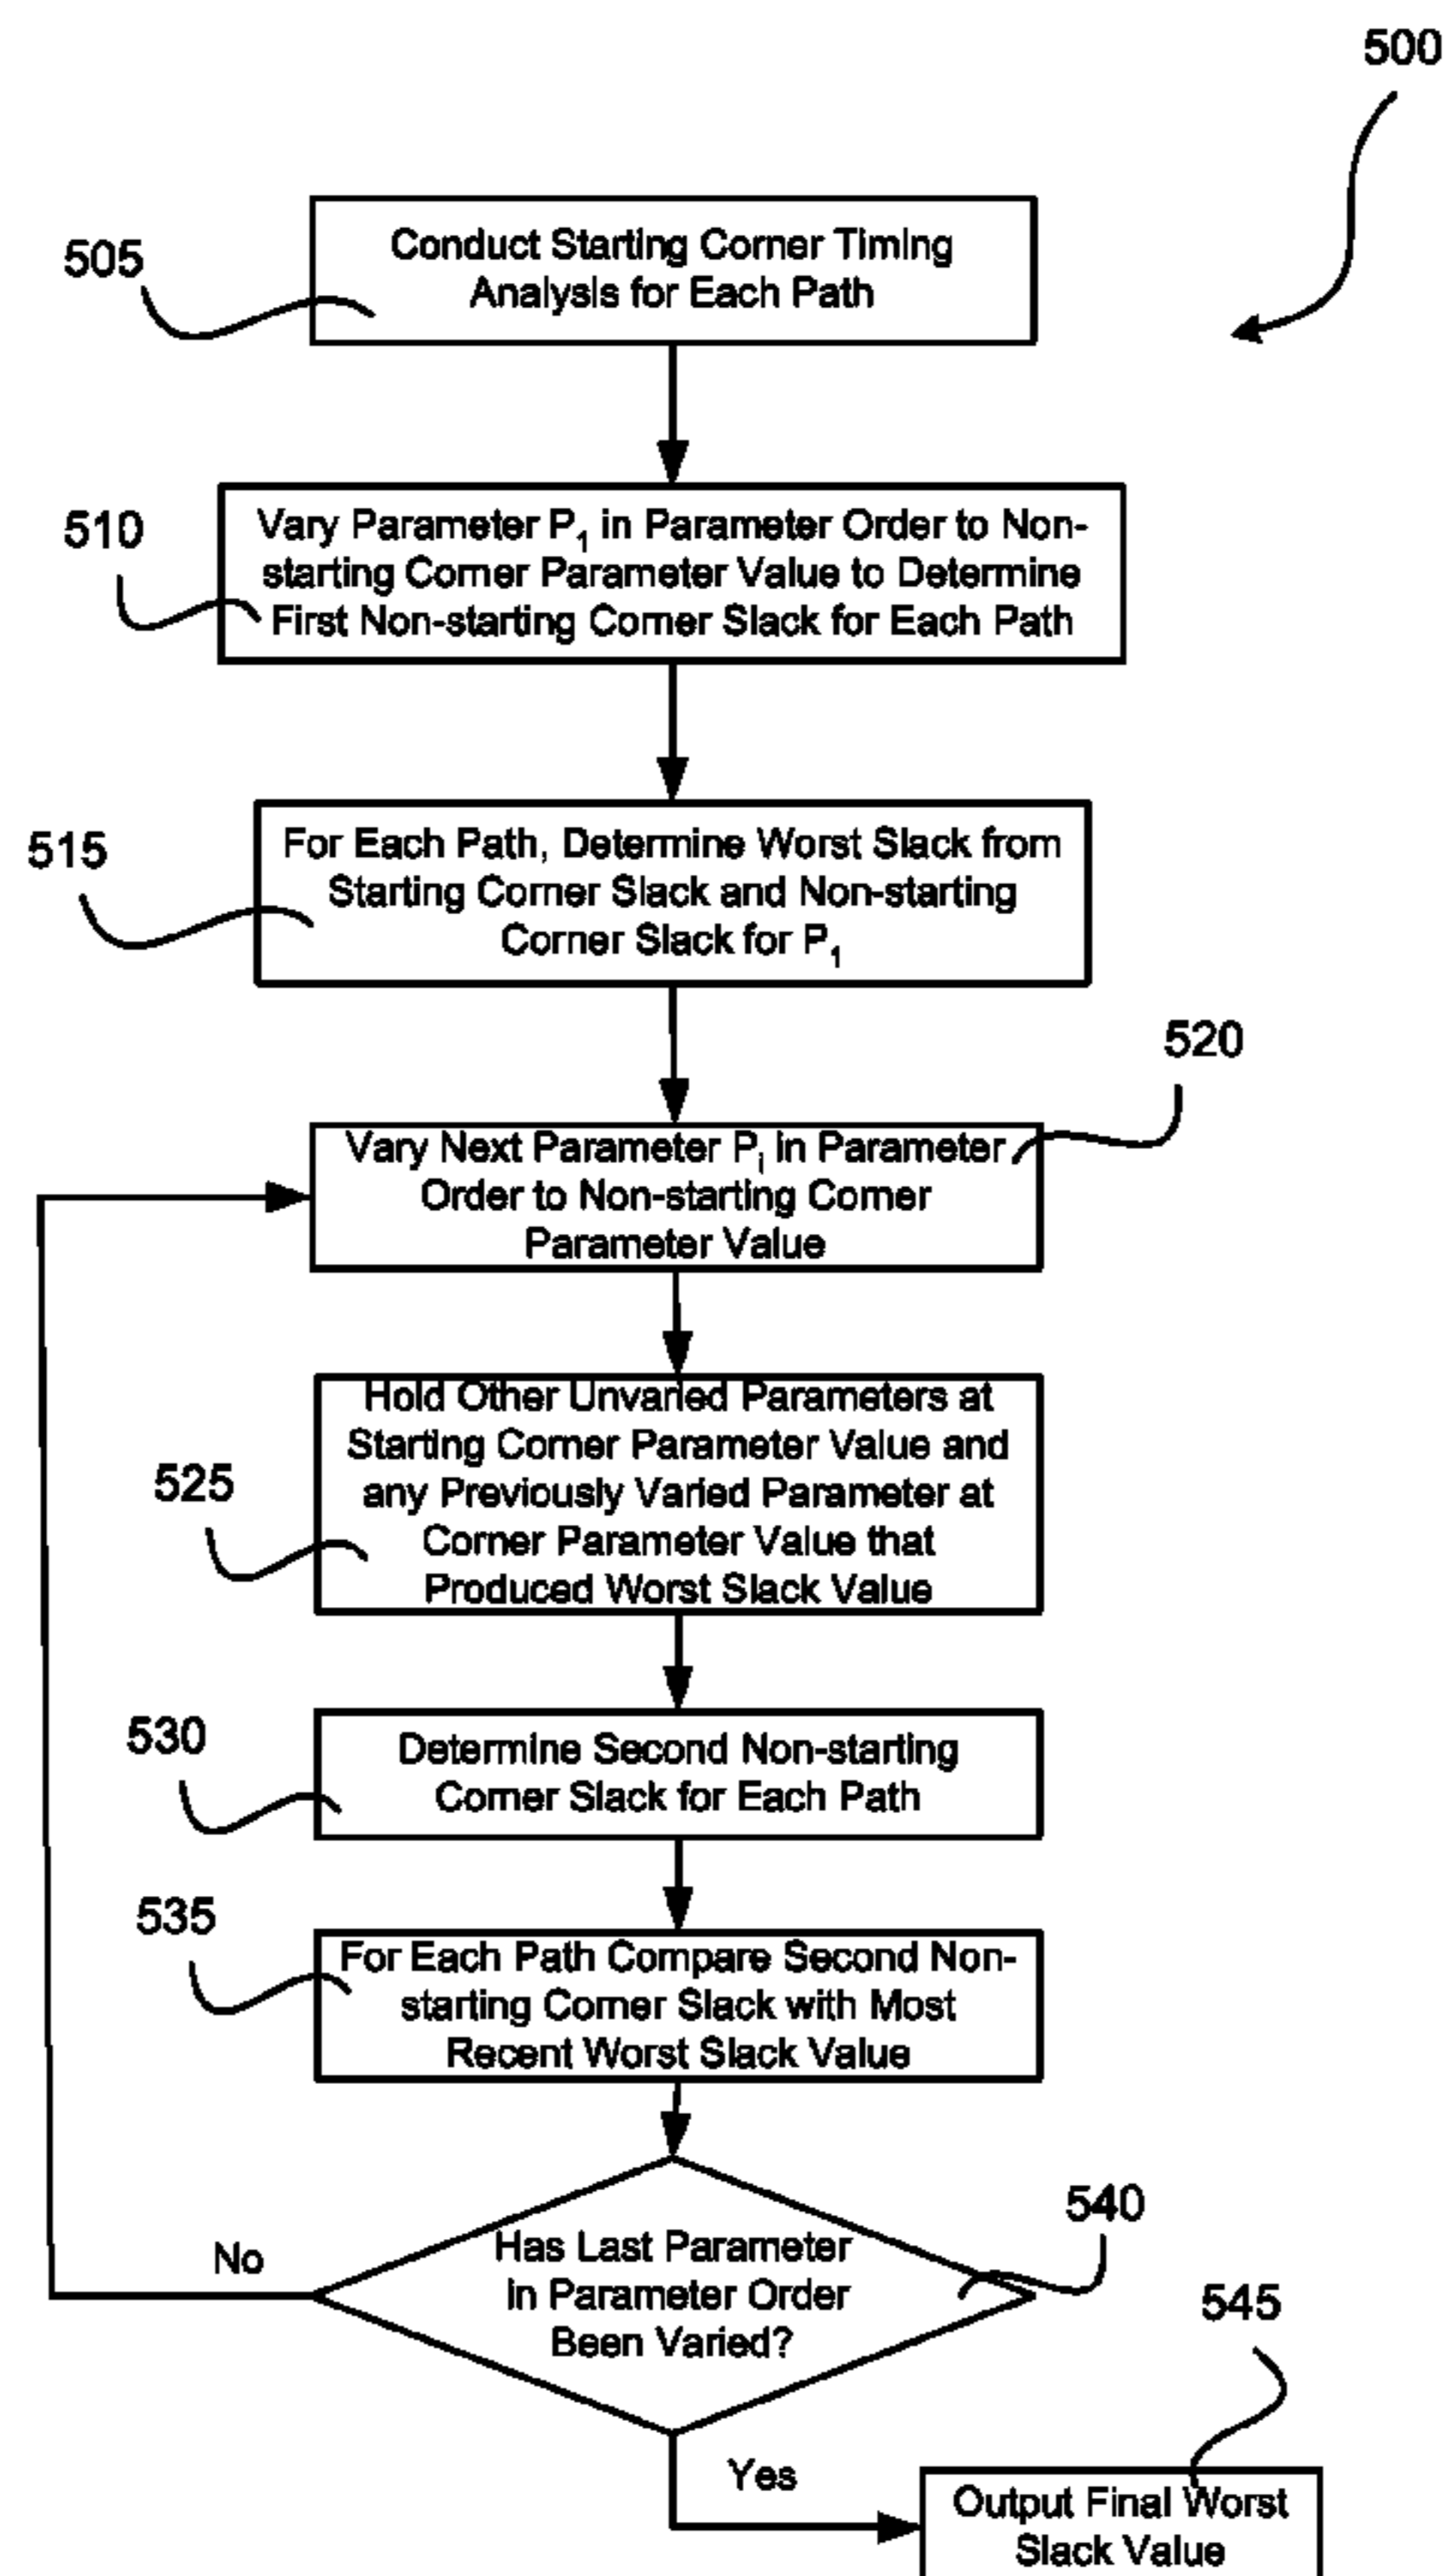 500
505
Conduct Starting Corner Timing
Analysis for Each Path
510
Vary Parameter P1 in Parameter Order to Non-
starting Corner Parameter Value to Determine
First Non-starting Corner Slack for Each Path
515
For Each Path, Determine Worst Slack from
Starting Corner Slack and Non-starting
Corner Slack for P1
520
Vary Next Parameter Pi in Parameter
Order to Non-starting Corner
Parameter Value
525
Hold Other Unvaried Parameters at
Starting Corner Parameter Value and
any Previously Varied Parameter at
Corner Parameter Value that
Produced Worst Slack Value
530
Determine Second Non-starting
Corner Slack for Each Path
535
For Each Path Compare Second Non-
starting Corner Slack with Most
Recent Worst Slack Value
540
Has Last Parameter
in Parameter Order
Been Varied?
No
Yes
545
Output Final Worst
Slack Value